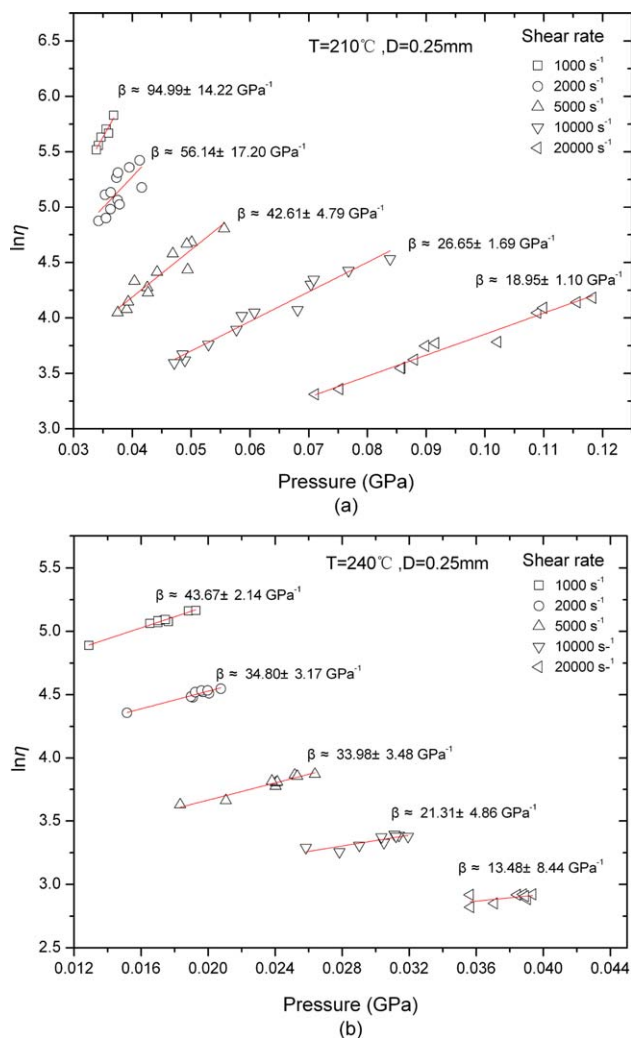 T=210℃ ,D=0.25mm
Shear rate
1000 s⁻¹
2000 s⁻¹
5000 s⁻¹
10000 s⁻¹
20000 s⁻¹
β ≈ 94.99± 14.22 GPa⁻¹
β ≈ 56.14± 17.20 GPa⁻¹
β ≈ 42.61± 4.79 GPa⁻¹
β ≈ 26.65± 1.69 GPa⁻¹
β ≈ 18.95± 1.10 GPa⁻¹
lnη
6.5
6.0
5.5
5.0
4.5
4.0
3.5
3.0
0.03 0.04 0.05 0.06 0.07 0.08 0.09 0.10 0.11 0.12
Pressure (GPa)
(a)
T=240℃ ,D=0.25mm
Shear rate
1000 s⁻¹
2000 s⁻¹
5000 s⁻¹
10000 s-¹
20000 s-¹
β ≈ 43.67± 2.14 GPa⁻¹
β ≈ 34.80± 3.17 GPa⁻¹
β ≈ 33.98± 3.48 GPa⁻¹
β ≈ 21.31± 4.86 GPa⁻¹
β ≈ 13.48± 8.44 GPa⁻¹
lnη
5.5
5.0
4.5
4.0
3.5
3.0
2.5
0.012 0.016 0.020 0.024 0.028 0.032 0.036 0.040 0.044
Pressure (GPa)
(b)